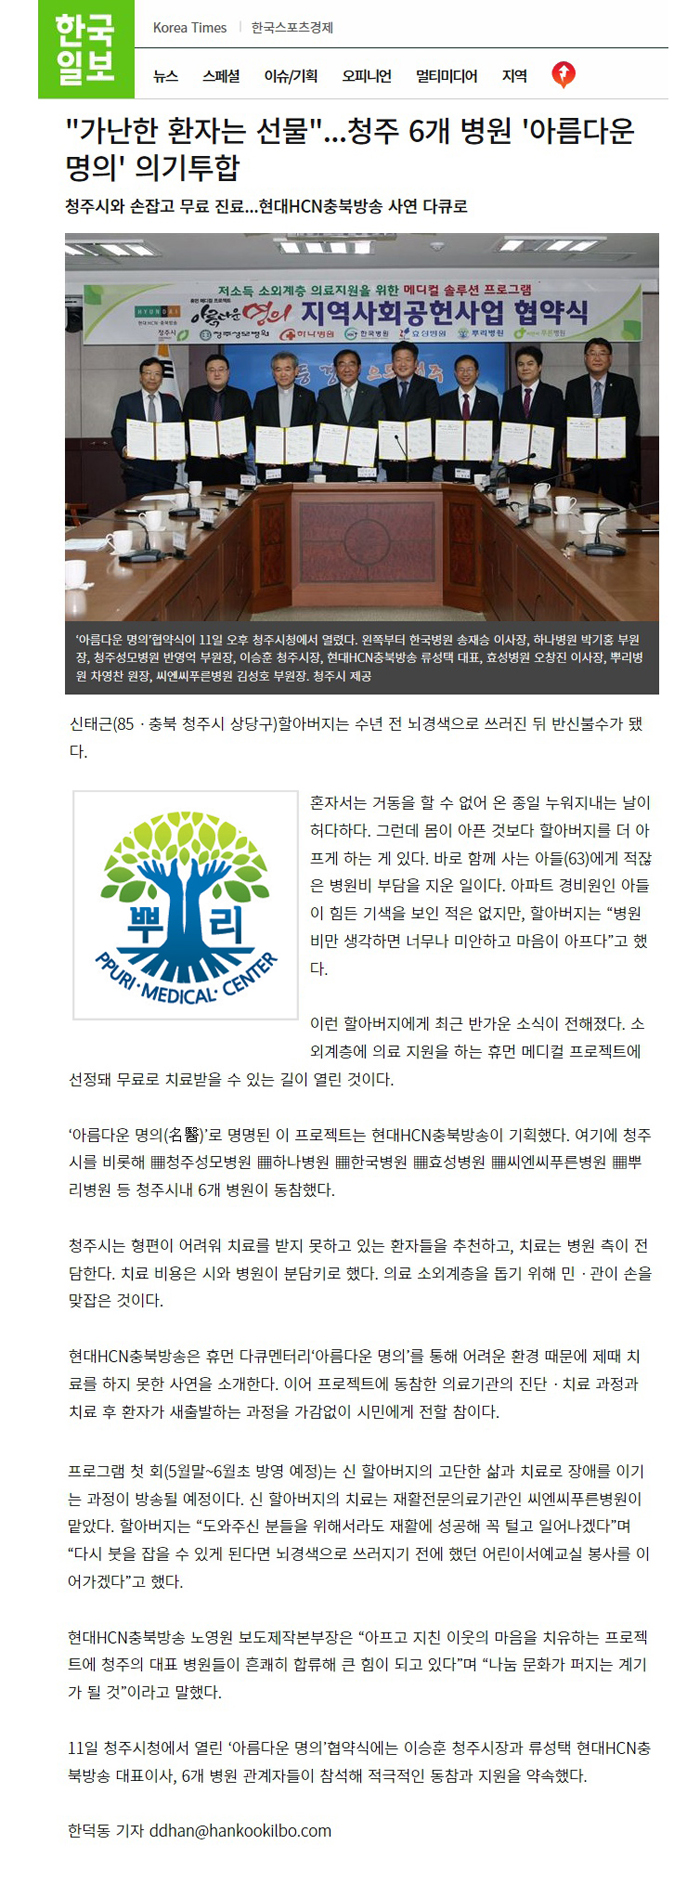 한국
일보
Korea Times | 한국스포츠경제
뉴스 스페셜 이슈/기획 오피니언 멀티미디어 지역
"가난한 환자는 선물"...청주 6개 병원 '아름다운
명의' 의기투합
청주시와 손잡고 무료 진료...현대HCN충북방송 사연 다큐로
저소득 소외계층 의료지원을 위한 메디컬 솔루션 프로그램
HYUNDAI
현대HCN 충북방송
휴먼 메디컬 프로젝트
아름다운 명의 지역사회공헌사업 협약식
청주시 청주성모병원 하나병원 한국병원 효성병원 뿌리병원 푸른병원
‘아름다운 명의’협약식이 11일 오후 청주시청에서 열렸다. 왼쪽부터 한국병원 송재승 이사장, 하나병원 박기홍 부원
장, 청주성모병원 반영억 부원장, 이승훈 청주시장, 현대HCN충북방송 류성택 대표, 효성병원 오창진 이사장, 뿌리병
원 차영찬 원장, 씨엔씨푸른병원 김성호 부원장. 청주시 제공
신태근(85ㆍ충북 청주시 상당구)할아버지는 수년 전 뇌경색으로 쓰러진 뒤 반신불수가 됐
다.
뿌리
PPURI·MEDICAL·CENTER
혼자서는 거동을 할 수 없어 온 종일 누워지내는 날이
허다하다. 그런데 몸이 아픈 것보다 할아버지를 더 아
프게 하는 게 있다. 바로 함께 사는 아들(63)에게 적잖
은 병원비 부담을 지운 일이다. 아파트 경비원인 아들
이 힘든 기색을 보인 적은 없지만, 할아버지는 “병원
비만 생각하면 너무나 미안하고 마음이 아프다”고 했
다.
이런 할아버지에게 최근 반가운 소식이 전해졌다. 소
외계층에 의료 지원을 하는 휴먼 메디컬 프로젝트에
선정돼 무료로 치료받을 수 있는 길이 열린 것이다.
‘아름다운 명의(名醫)’로 명명된 이 프로젝트는 현대HCN충북방송이 기획했다. 여기에 청주
시를 비롯해 ▦청주성모병원 ▦하나병원 ▦한국병원 ▦효성병원 ▦씨엔씨푸른병원 ▦뿌
리병원 등 청주시내 6개 병원이 동참했다.
청주시는 형편이 어려워 치료를 받지 못하고 있는 환자들을 추천하고, 치료는 병원 측이 전
담한다. 치료 비용은 시와 병원이 분담키로 했다. 의료 소외계층을 돕기 위해 민ㆍ관이 손을
맞잡은 것이다.
현대HCN충북방송은 휴먼 다큐멘터리‘아름다운 명의’를 통해 어려운 환경 때문에 제때 치
료를 하지 못한 사연을 소개한다. 이어 프로젝트에 동참한 의료기관의 진단ㆍ치료 과정과
치료 후 환자가 새출발하는 과정을 가감없이 시민에게 전할 참이다.
프로그램 첫 회(5월말~6월초 방영 예정)는 신 할아버지의 고단한 삶과 치료로 장애를 이기
는 과정이 방송될 예정이다. 신 할아버지의 치료는 재활전문의료기관인 씨엔씨푸른병원이
맡았다. 할아버지는 “도와주신 분들을 위해서라도 재활에 성공해 꼭 털고 일어나겠다”며
“다시 붓을 잡을 수 있게 된다면 뇌경색으로 쓰러지기 전에 했던 어린이서예교실 봉사를 이
어가겠다”고 했다.
현대HCN충북방송 노영원 보도제작본부장은 “아프고 지친 이웃의 마음을 치유하는 프로젝
트에 청주의 대표 병원들이 흔쾌히 합류해 큰 힘이 되고 있다”며 “나눔 문화가 퍼지는 계기
가 될 것”이라고 말했다.
11일 청주시청에서 열린 ‘아름다운 명의’협약식에는 이승훈 청주시장과 류성택 현대HCN충
북방송 대표이사, 6개 병원 관계자들이 참석해 적극적인 동참과 지원을 약속했다.
한덕동 기자 ddhan@hankookilbo.com